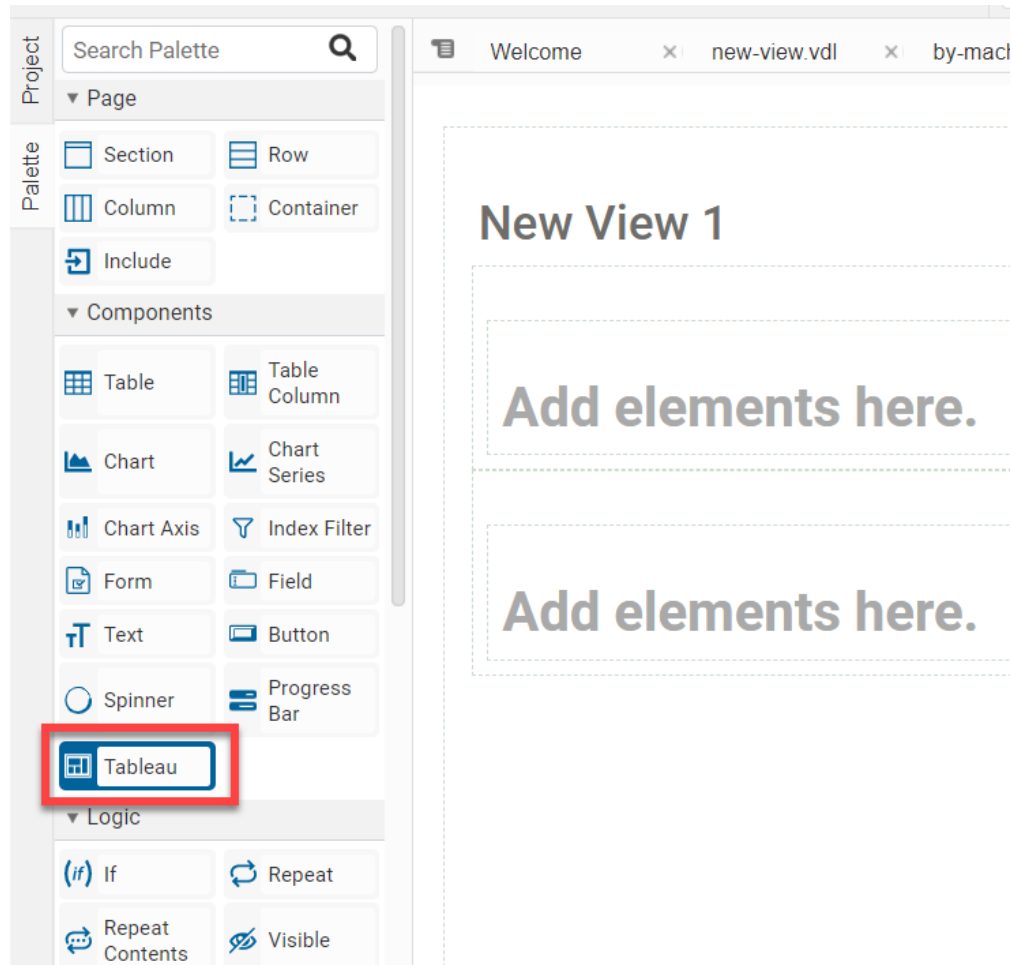 Project
Palette
Search Palette
Page
Section
Row
Column
Container
Include
Components
Table
Table
Column
Chart
Chart
Series
Chart Axis
Index Filter
Form
Field
Text
Button
Spinner
Progress
Bar
Tableau
Logic
(if) If
Repeat
Repeat
Contents
Visible
Welcome × new-view.vdl × by-mach
New View 1
Add elements here.
Add elements here.